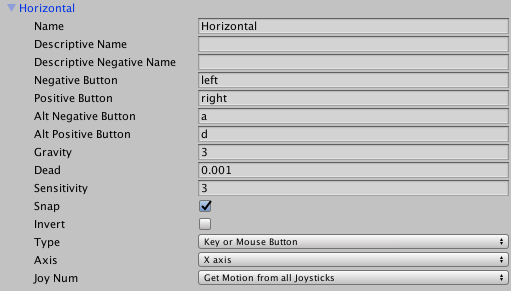 Horizontal
Name Horizontal
Descriptive Name
Descriptive Negative Name
Negative Button left
Positive Button right
Alt Negative Button a
Alt Positive Button d
Gravity 3
Dead 0.001
Sensitivity 3
Snap
Invert
Type Key or Mouse Button
Axis X axis
Joy Num Get Motion from all Joysticks